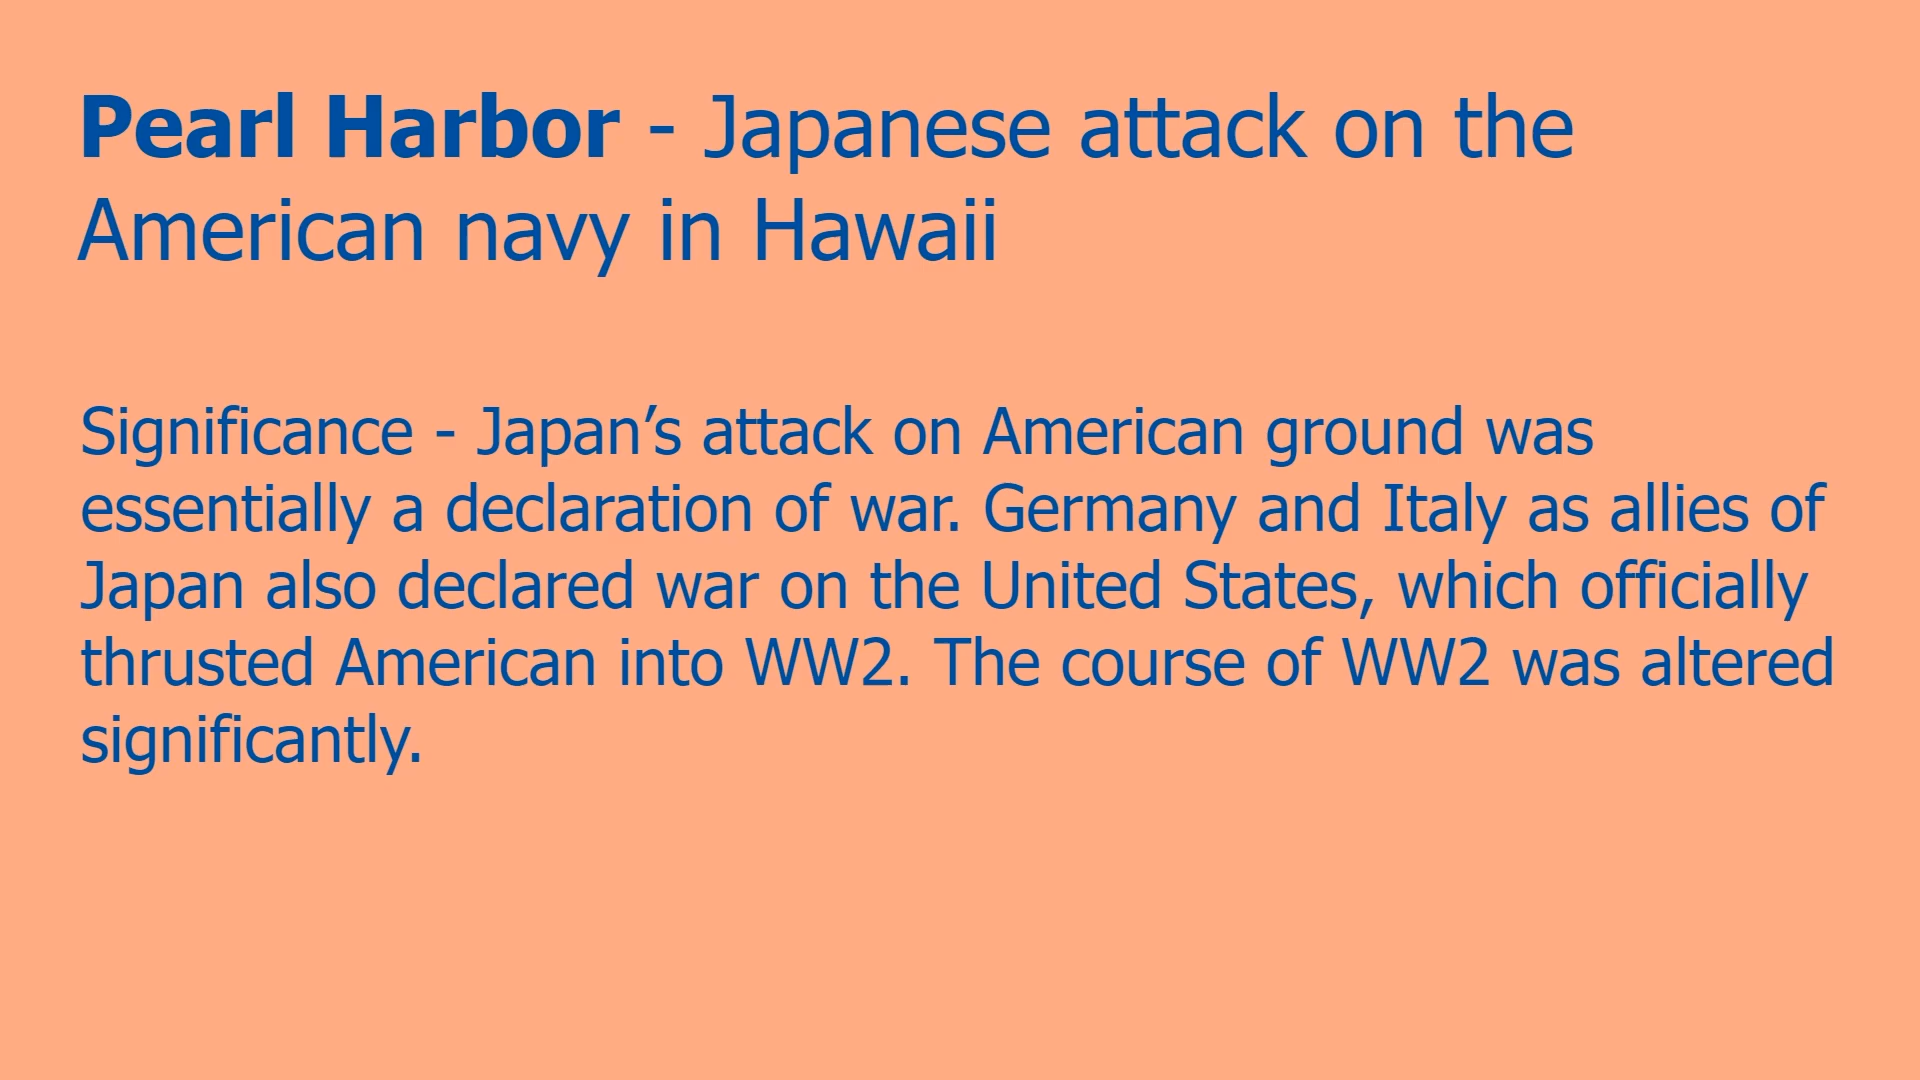 Pearl Harbor - Japanese attack on the
American navy in Hawaii
Significance - Japan’s attack on American ground was
essentially a declaration of war. Germany and Italy as allies of
Japan also declared war on the United States, which officially
thrusted American into WW2. The course of WW2 was altered
significantly.